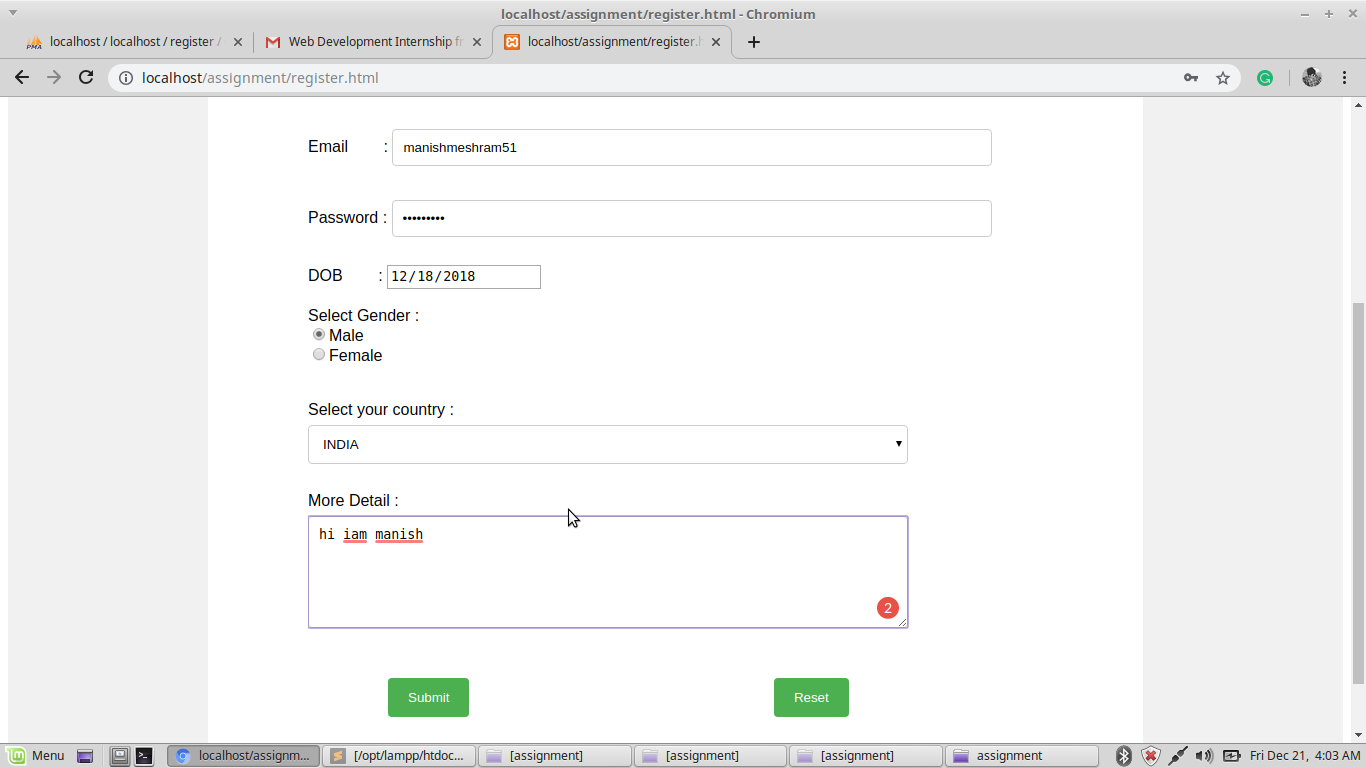 localhost/assignment/register.html - Chromium
PMA localhost / localhost / register /
Web Development Internship f
localhost/assignment/register.
localhost/assignment/register.html
Email : manishmeshram51
Password : •••••••••
DOB : 12/18/2018
Select Gender :
Male
Female
Select your country :
INDIA
More Detail :
hi iam manish
2
Submit Reset
Menu localhost/assignm... [/opt/lampp/htdoc... [assignment] [assignment] [assignment] assignment Fri Dec 21, 4:03 AM